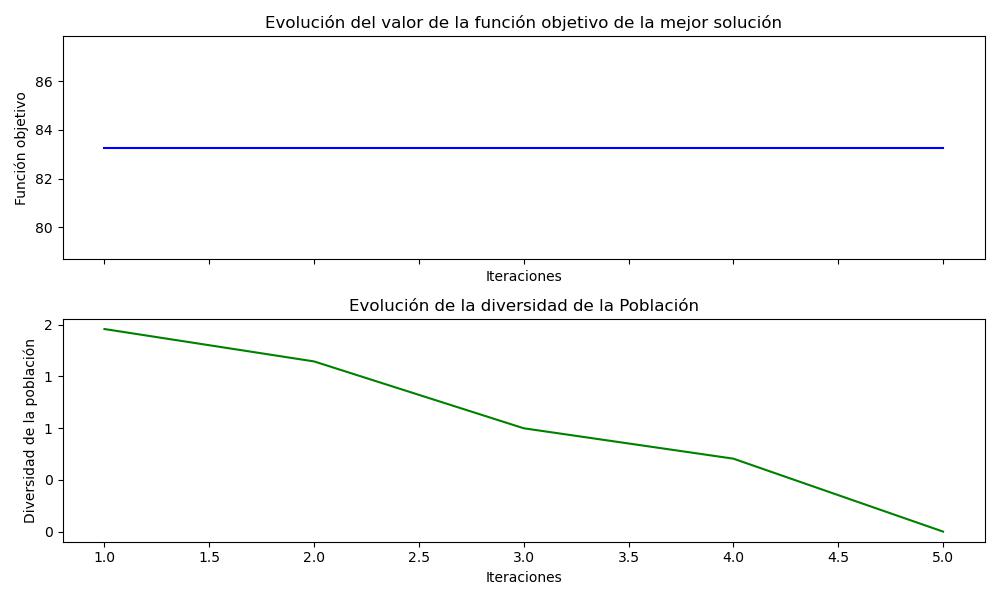 Evolución del valor de la función objetivo de la mejor solución
Función objetivo
86
84
82
80
Iteraciones
Evolución de la diversidad de la Población
Diversidad de la población
2
1
1
0
0
1.0 1.5 2.0 2.5 3.0 3.5 4.0 4.5 5.0
Iteraciones